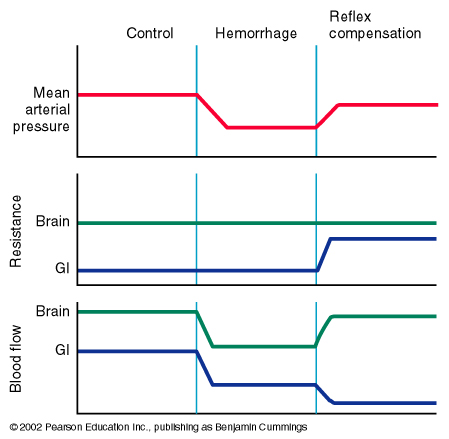 Control
Hemorrhage
Reflex
compensation
Mean
arterial
pressure
Resistance
Brain
GI
Blood flow
Brain
GI
© 2002 Pearson Education Inc., publishing as Benjamin Cummings